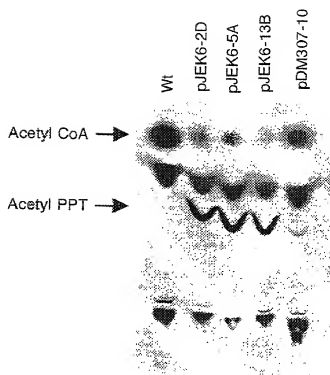 Wt
pJEK6-2D
pJEK6-5A
pJEK6-13B
pDM307-10
Acetyl CoA
Acetyl PPT